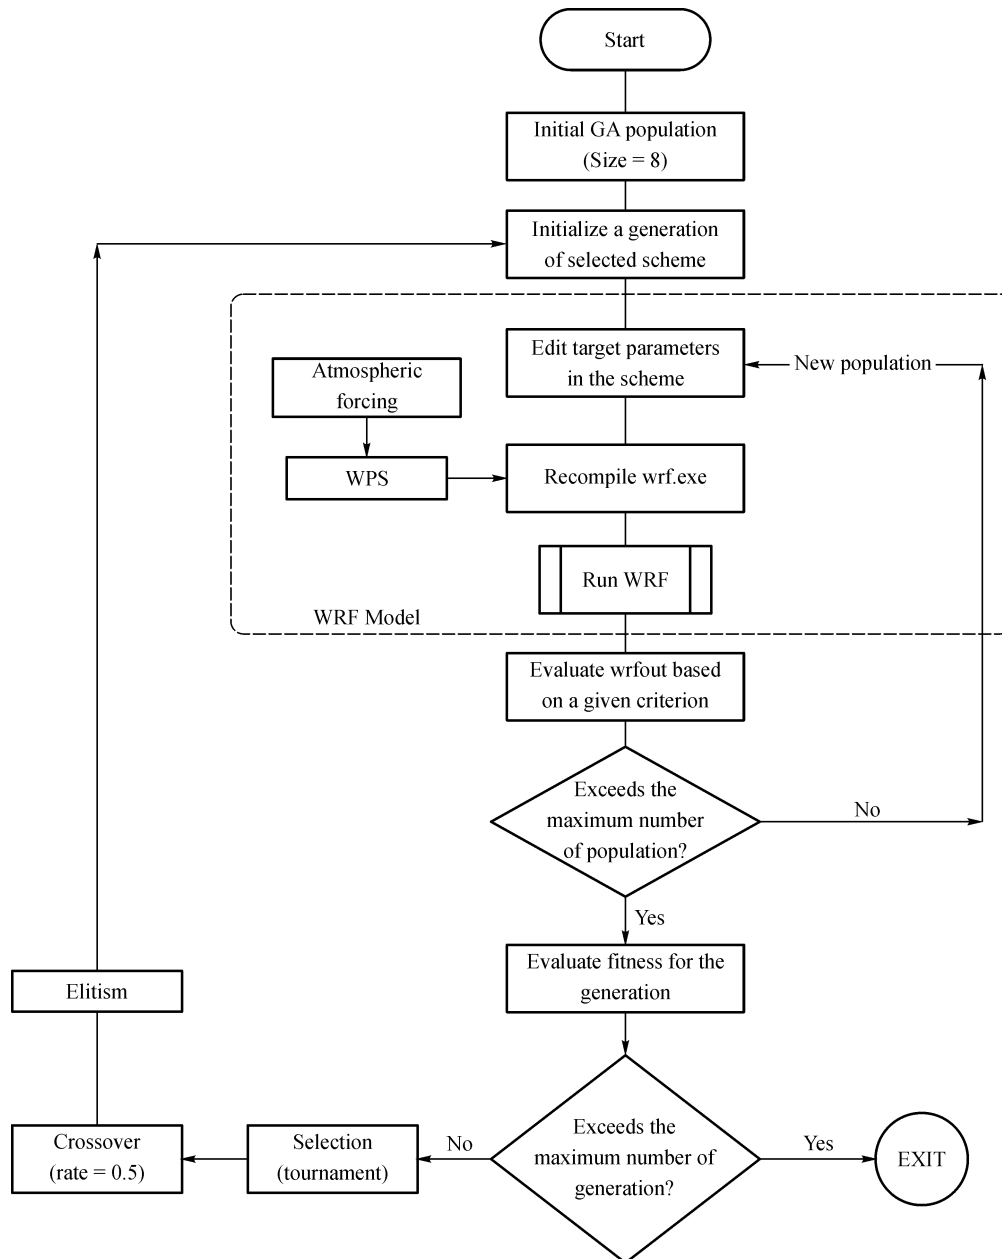 Start
Initial GA population
(Size = 8)
Initialize a generation
of selected scheme
Edit target parameters
in the scheme
New population
Atmospheric
forcing
WPS
Recompile wrf.exe
Run WRF
WRF Model
Evaluate wrfout based
on a given criterion
Exceeds the
maximum number
of population?
No
Yes
Evaluate fitness for the
generation
Elitism
Exceeds the
maximum number of
generation?
No
Yes
EXIT
Selection
(tournament)
Crossover
(rate = 0.5)